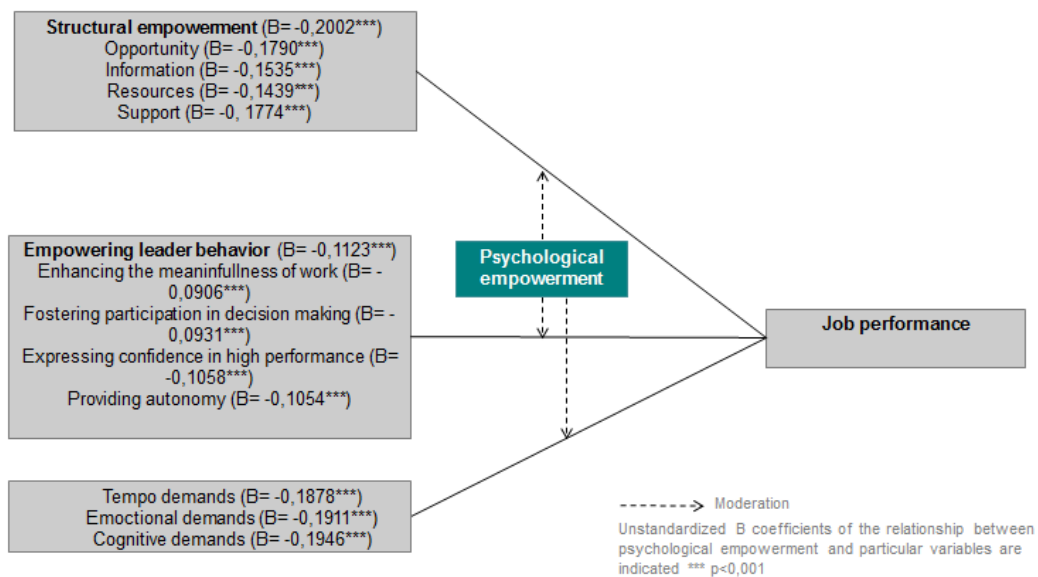 Structural empowerment (B= -0,2002***)
Opportunity (B= -0,1790***)
Information (B= -0,1535***)
Resources (B= -0,1439***)
Support (B= -0, 1774***)
Empowering leader behavior (B= -0,1123***)
Enhancing the meaninfullness of work (B= -
0,0906***)
Fostering participation in decision making (B= -
0,0931***)
Expressing confidence in high performance (B=
-0,1058***)
Providing autonomy (B= -0,1054***)
Psychological
empowerment
Job performance
Tempo demands (B= -0,1878***)
Emoctional demands (B= -0,1911***)
Cognitive demands (B= -0,1946***)
Moderation
Unstandardized B coefficients of the relationship between
psychological empowerment and particular variables are
indicated *** p<0,001